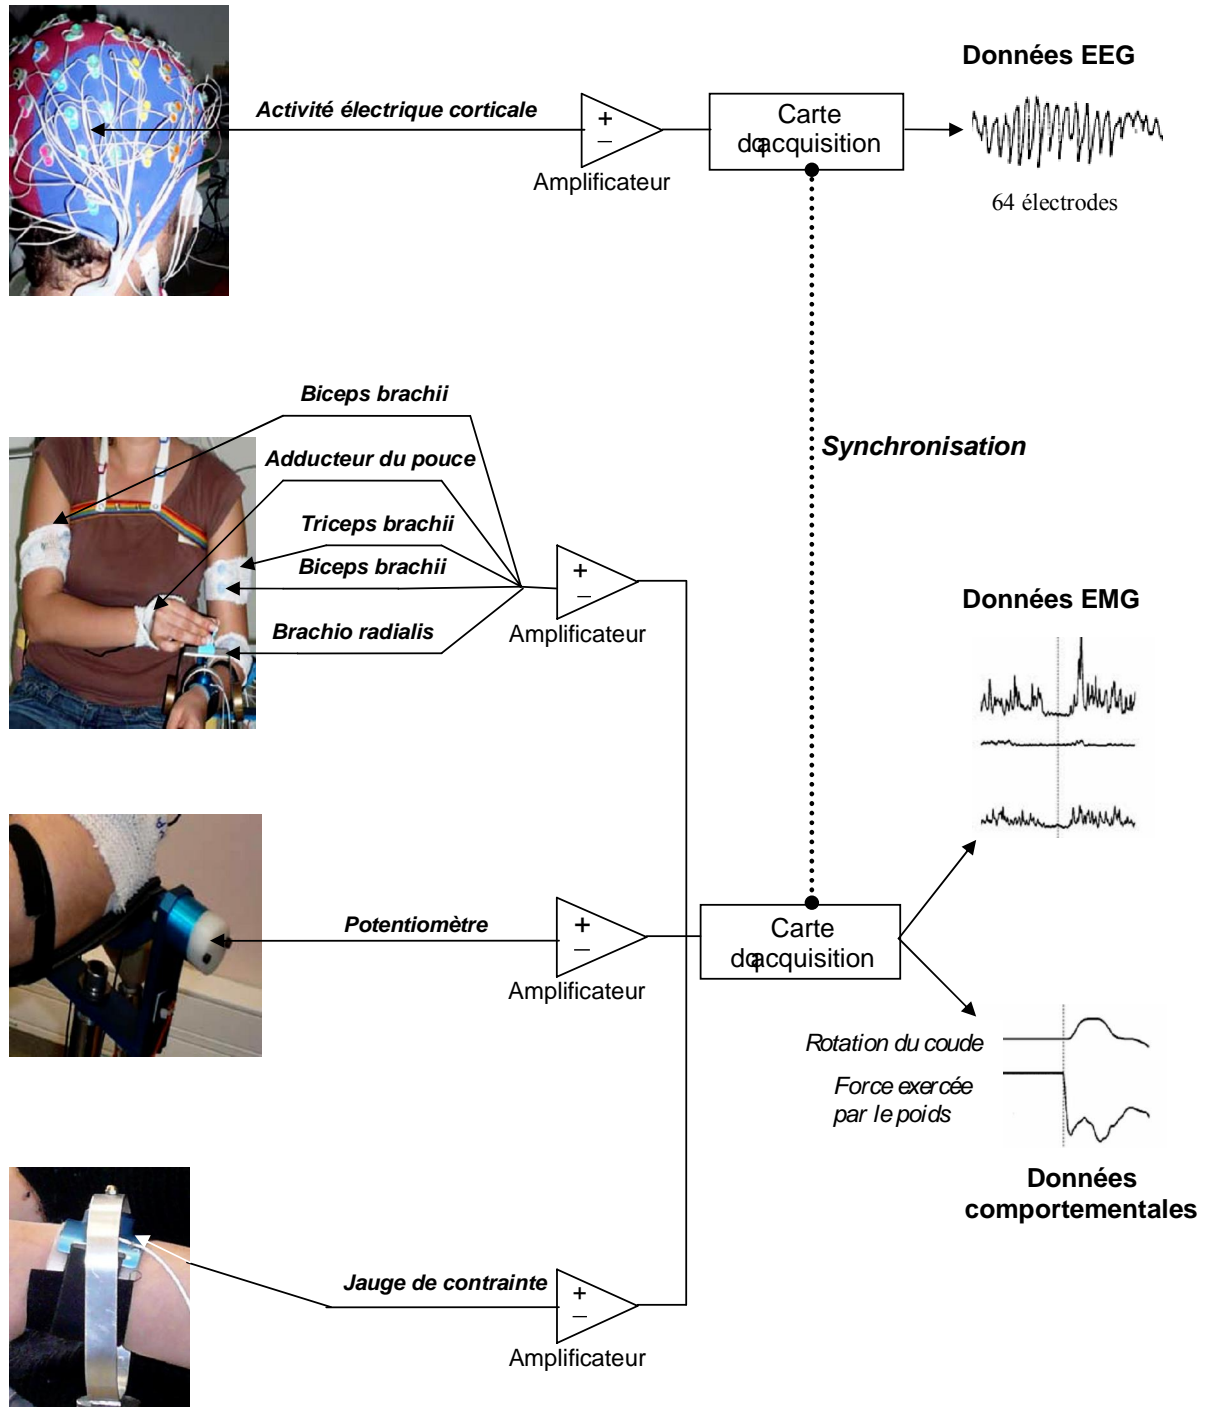 Données EEG
Activité électrique corticale
+
–
Carte
dqacquisition
Amplificateur
64 électrodes
Biceps brachii
Adducteur du pouce
Synchronisation
Triceps brachii
Biceps brachii
+
–
Données EMG
Brachio radialis
Amplificateur
Potentiomètre
+
–
Carte
dqacquisition
Amplificateur
Rotation du coude
Force exercée
par le poids
Données
comportementales
Jauge de contrainte
+
–
Amplificateur